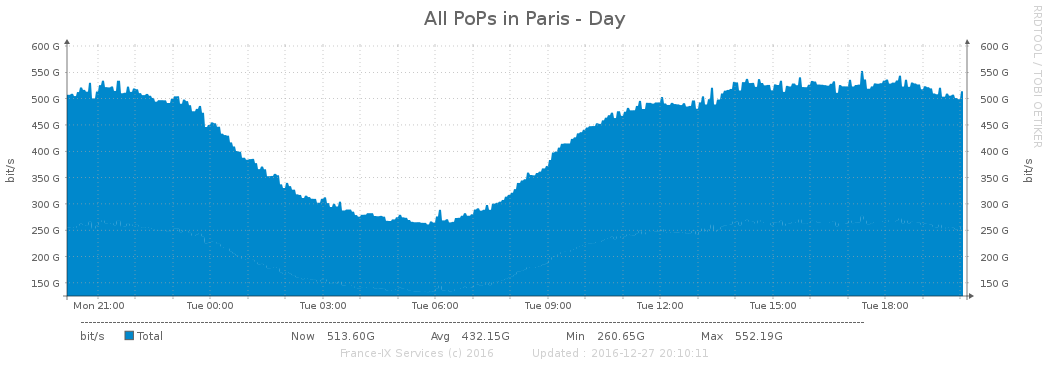 All PoPs in Paris - Day
RRDTOOL / TOBI OETIKER
bit/s
600 G
550 G
500 G
450 G
400 G
350 G
300 G
250 G
200 G
150 G
600 G
550 G
500 G
450 G
400 G
350 G
300 G
250 G
200 G
150 G
bit/s
Mon 21:00 Tue 00:00 Tue 03:00 Tue 06:00 Tue 09:00 Tue 12:00 Tue 15:00 Tue 18:00
bit/s Total Now 513.60G Avg 432.15G Min 260.65G Max 552.19G
France-IX Services (c) 2016 Updated : 2016-12-27 20:10:11